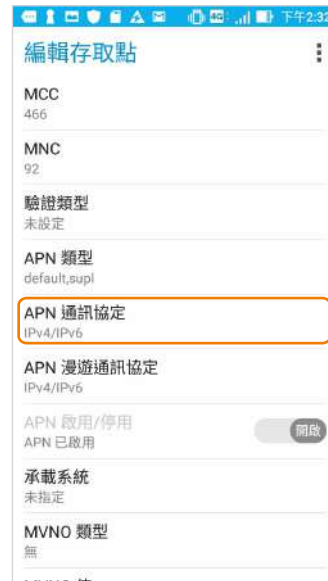 4G
下午2:32
編輯存取點
MCC
466
MNC
92
驗證類型
未設定
APN 類型
default,supl
APN 通訊協定
IPv4/IPv6
APN 漫遊通訊協定
IPv4/IPv6
APN 啟用/停用
APN 已啟用
開啟
承載系統
未指定
MVNO 類型
無